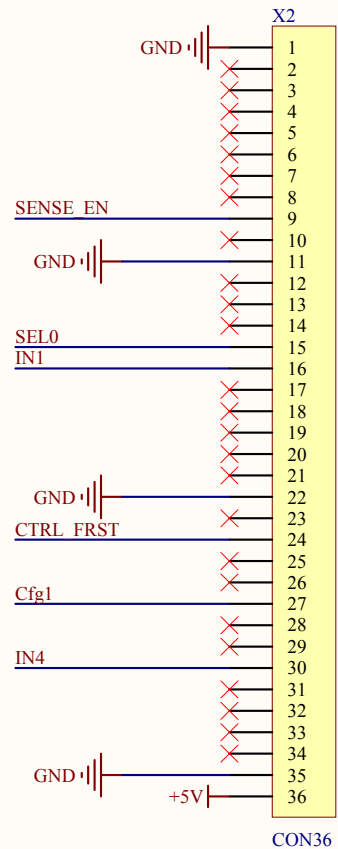 X2
GND 1
2
3
4
5
6
7
8
SENSE_EN 9
10
GND 11
12
13
14
SEL0 15
IN1 16
17
18
19
20
21
GND 22
23
CTRL_FRST 24
25
26
Cfg1 27
28
29
IN4 30
31
32
33
34
GND 35
+5V 36
CON36